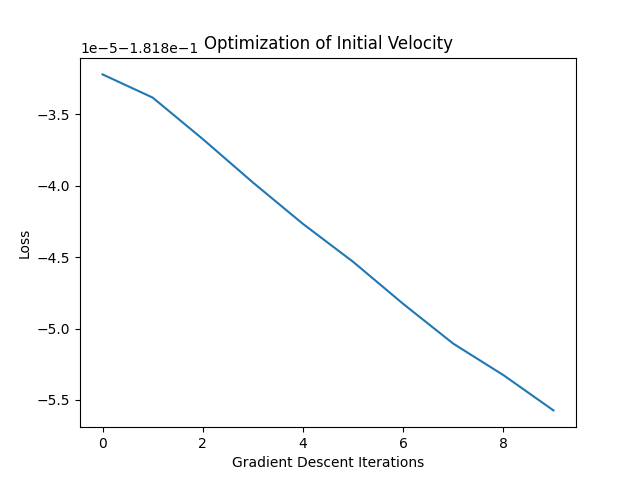 1e−5−1.818e−1
Optimization of Initial Velocity
−3.5
−4.0
−4.5
−5.0
−5.5
Loss
0
2
4
6
8
Gradient Descent Iterations